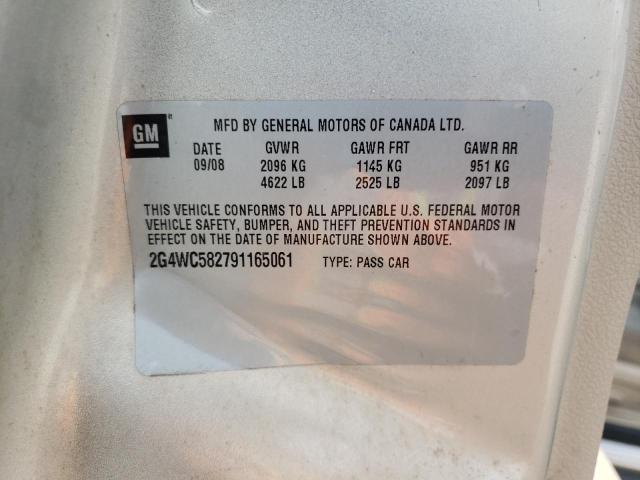 GM
MFD BY GENERAL MOTORS OF CANADA LTD.
DATE GVWR GAWR FRT GAWR RR
09/08 2096 KG 1145 KG 951 KG
4622 LB 2525 LB 2097 LB
THIS VEHICLE CONFORMS TO ALL APPLICABLE U.S. FEDERAL MOTOR
VEHICLE SAFETY, BUMPER, AND THEFT PREVENTION STANDARDS IN
EFFECT ON THE DATE OF MANUFACTURE SHOWN ABOVE.
2G4WC582791165061 TYPE: PASS CAR